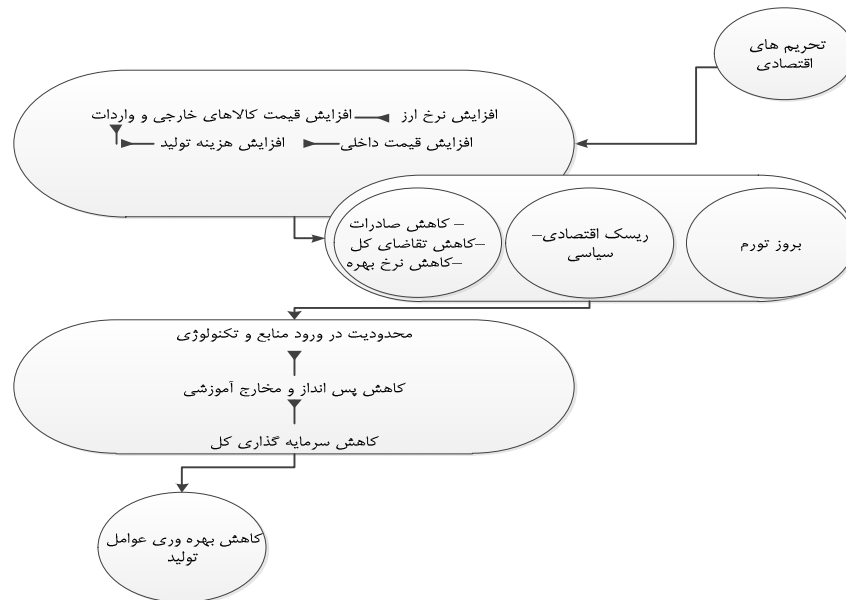 تحریم های
اقتصادی
افزایش نرخ ارز
افزایش قیمت کالاهای خارجی و واردات
افزایش قیمت داخلی
افزایش هزینه تولید
بروز تورم
ریسک اقتصادی–
سیاسی
– کاهش صادرات
–کاهش تقاضای کل
–کاهش نرخ بهره
محدودیت در ورود منابع و تکنولوژی
کاهش پس انداز و مخارج آموزشی
کاهش سرمایه گذاری کل
کاهش بهره وری عوامل
تولید